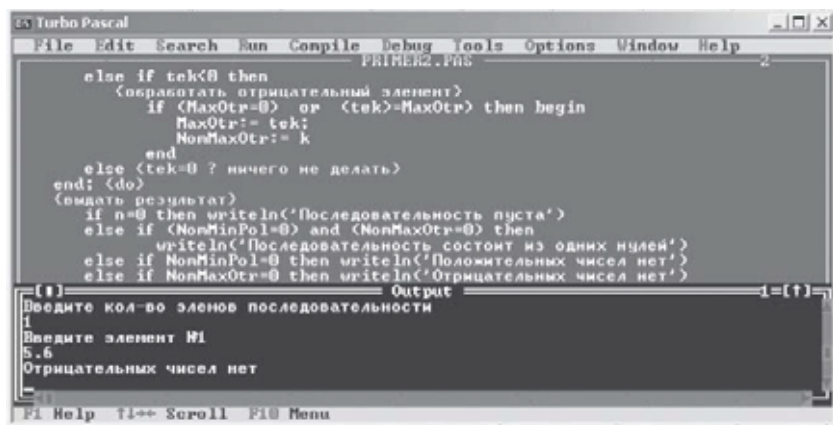 Turbo Pascal
File Edit Search Run Compile Debug Tools Options Window Help
PRIMER2.PAS 2
else if tek<0 then
{обработать отрицательный элемент}
if (MaxOtr=0) or (tek>=MaxOtr) then begin
MaxOtr:= tek;
NomMaxOtr:= k
end
else {tek=0 ? ничего не делать}
end; {do}
{выдать результат}
if n=0 then writeln('Последовательность пуста')
else if (NomMinPol=0) and (NomMaxOtr=0) then
writeln('Последовательность состоит из одних нулей')
else if NomMinPol=0 then writeln('Положительных чисел нет')
else if NomMaxOtr=0 then writeln('Отрицательных чисел нет')
[■] Output 1=[↑]
Введите кол-во элемов последовательности
1
Введите элемент №1
5.6
Отрицательных чисел нет
F1 Help ↑↓↔ Scroll F10 Menu